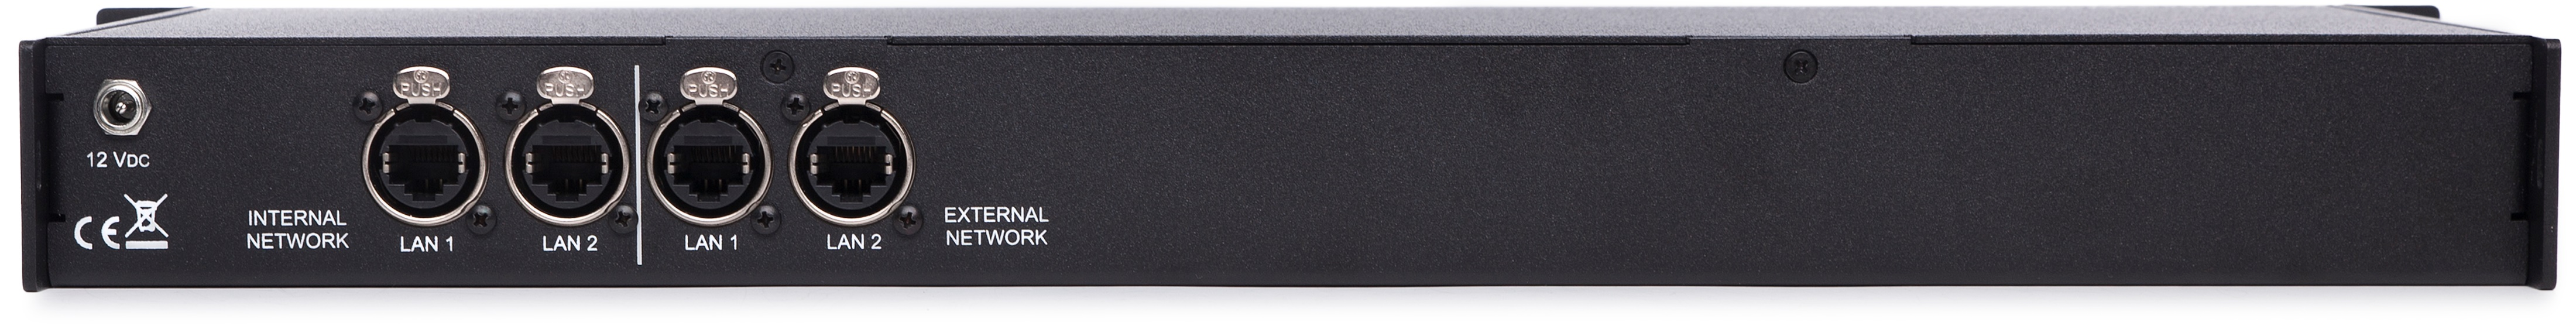 PUSH
PUSH
PUSH
PUSH
12 VDC
CE
INTERNAL
NETWORK
LAN 1
LAN 2
LAN 1
LAN 2
EXTERNAL
NETWORK